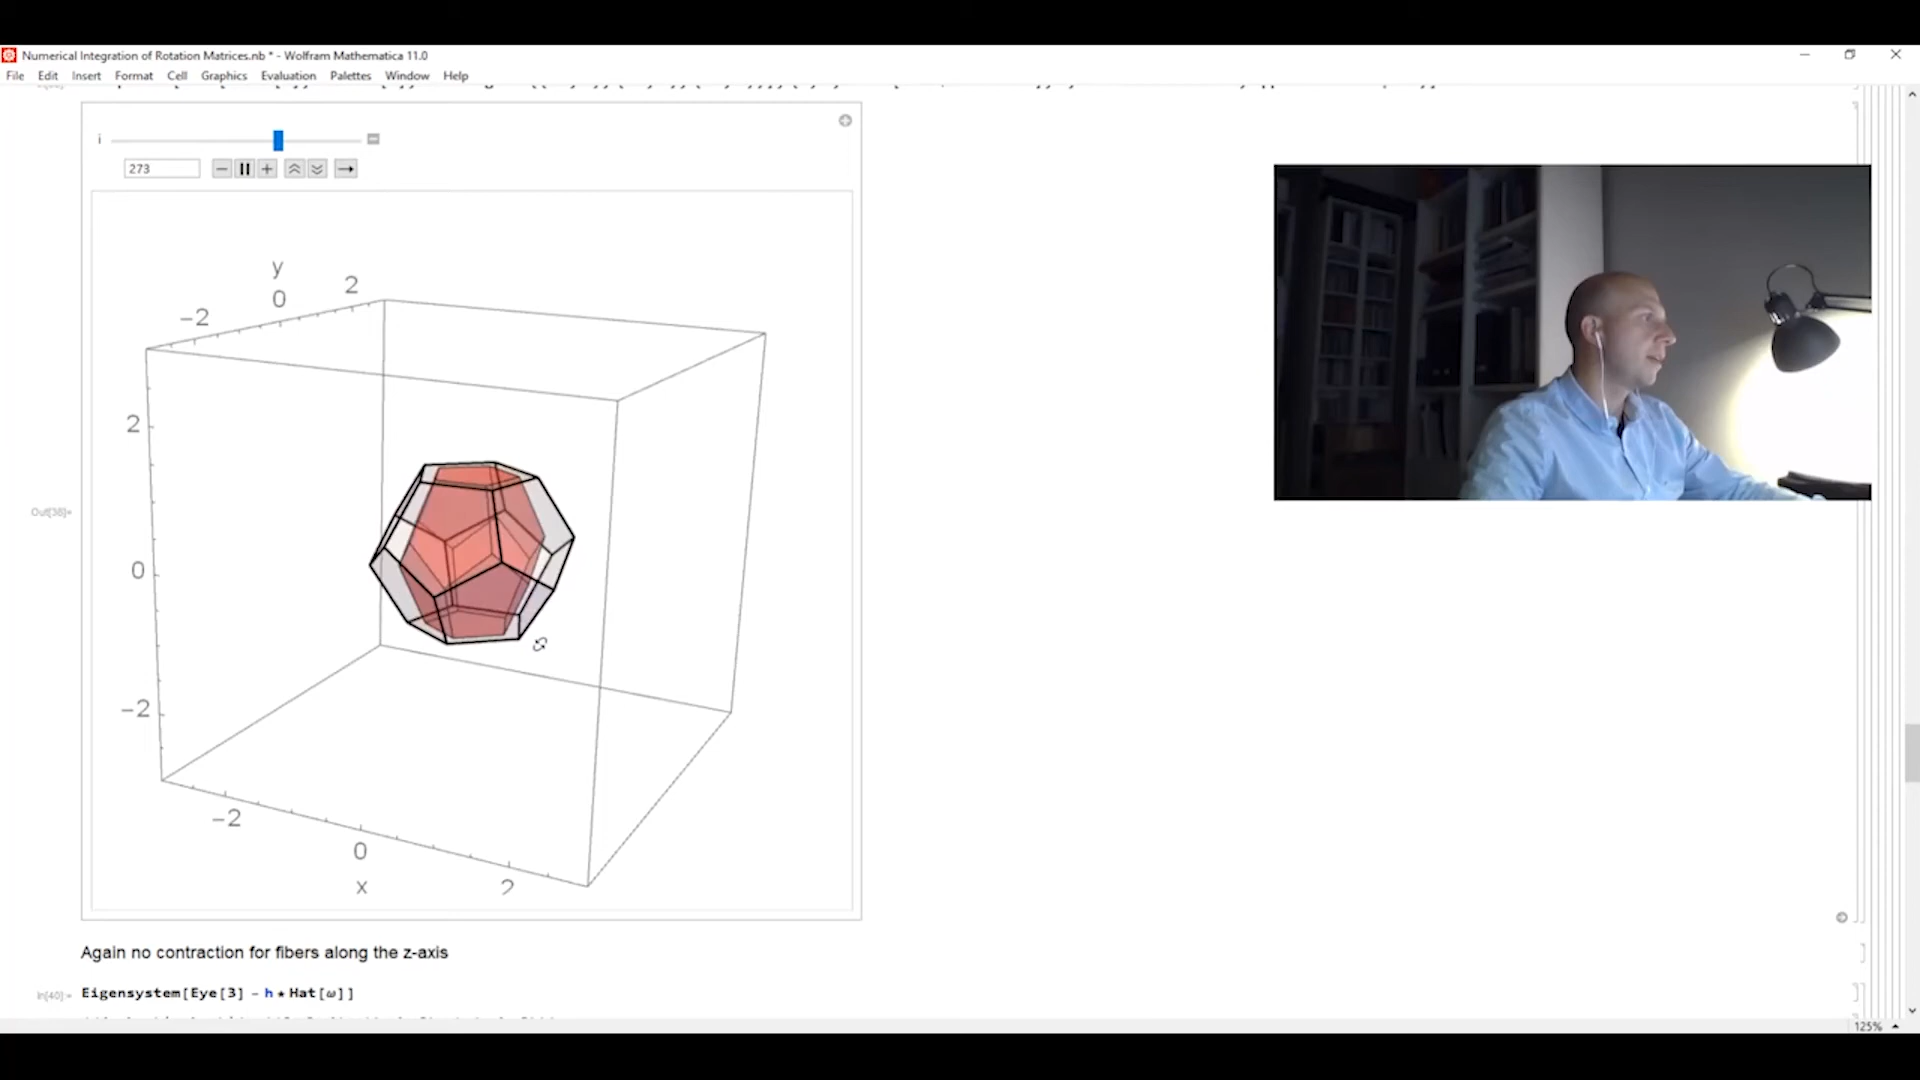 Numerical Integration of Rotation Matrices.nb * - Wolfram Mathematica 11.0
File Edit Insert Format Cell Graphics Evaluation Palettes Window Help
i
273
y
-2 0 2
2
0
-2
-2
0
2
x
Out[38]=
Again no contraction for fibers along the z-axis
In[40]:= Eigensystem[Eye[3] - h * Hat[ω]]
125%